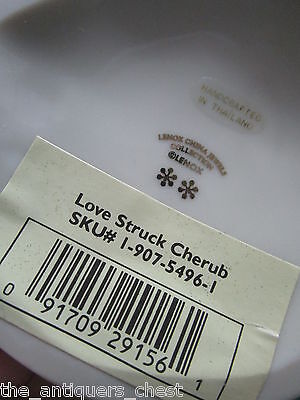 HANDCRAFTED
IN THAILAND
LENOX CHINA JEWELS
COLLECTION
©LENOX
Love Struck Cherub
SKU# 1-907-5496-1
0 91709 29156 1
the_antiquers_chest